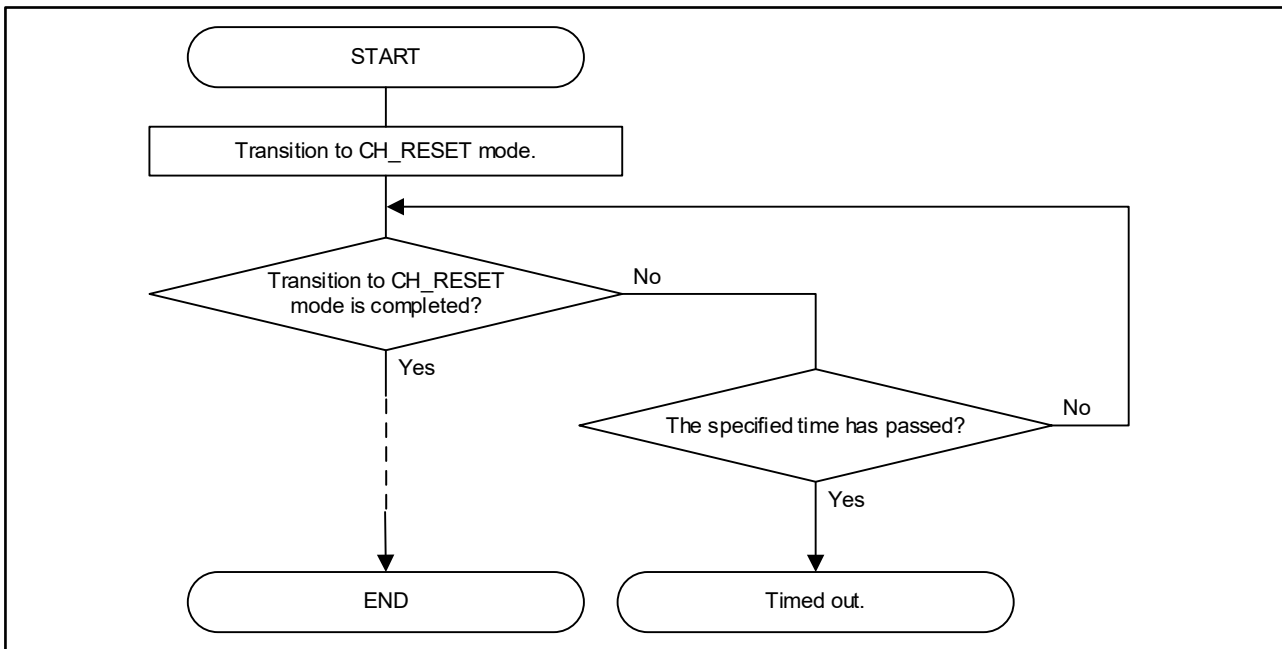 START
Transition to CH_RESET mode.
Transition to CH_RESET
mode is completed?
No
Yes
The specified time has passed?
No
Yes
END
Timed out.